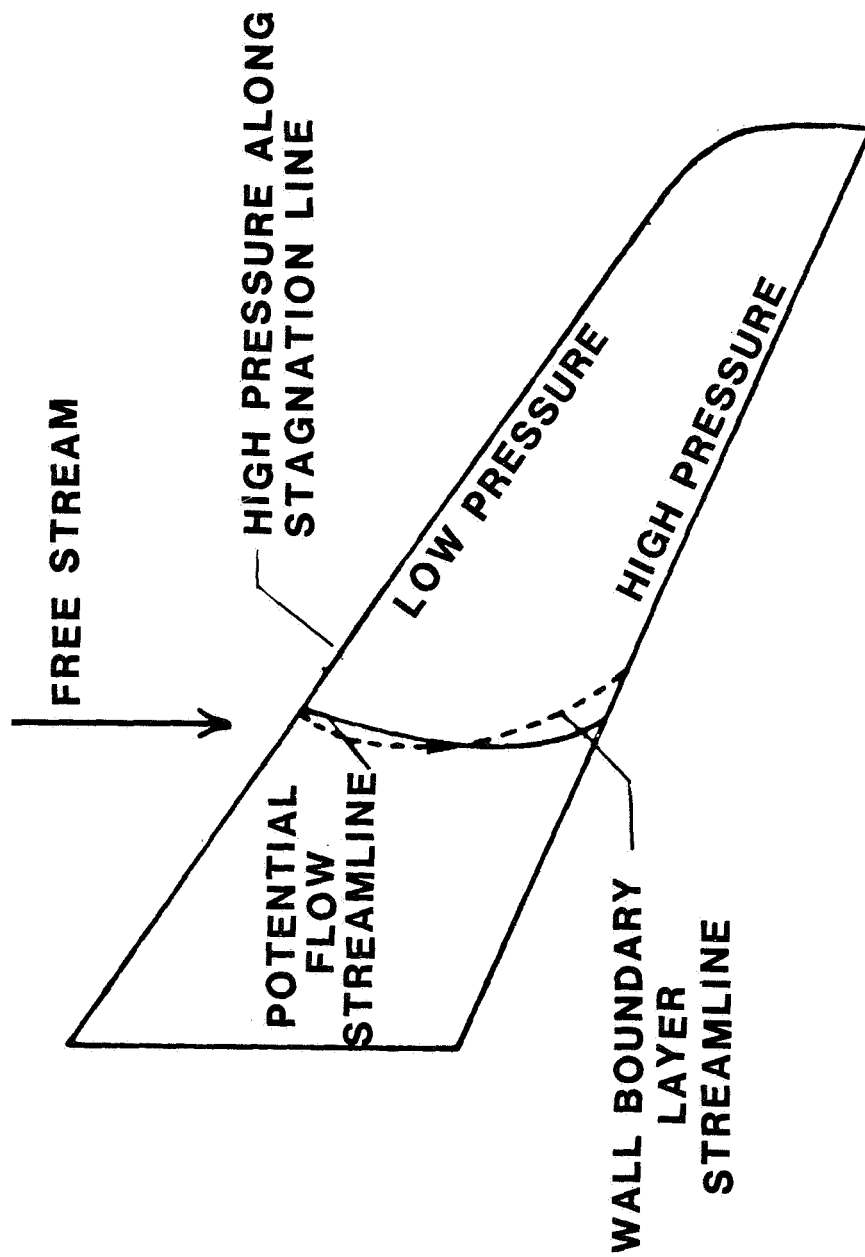 FREE STREAM
HIGH PRESSURE ALONG
STAGNATION LINE
LOW PRESSURE
HIGH PRESSURE
POTENTIAL
FLOW
STREAMLINE
WALL BOUNDARY
LAYER
STREAMLINE